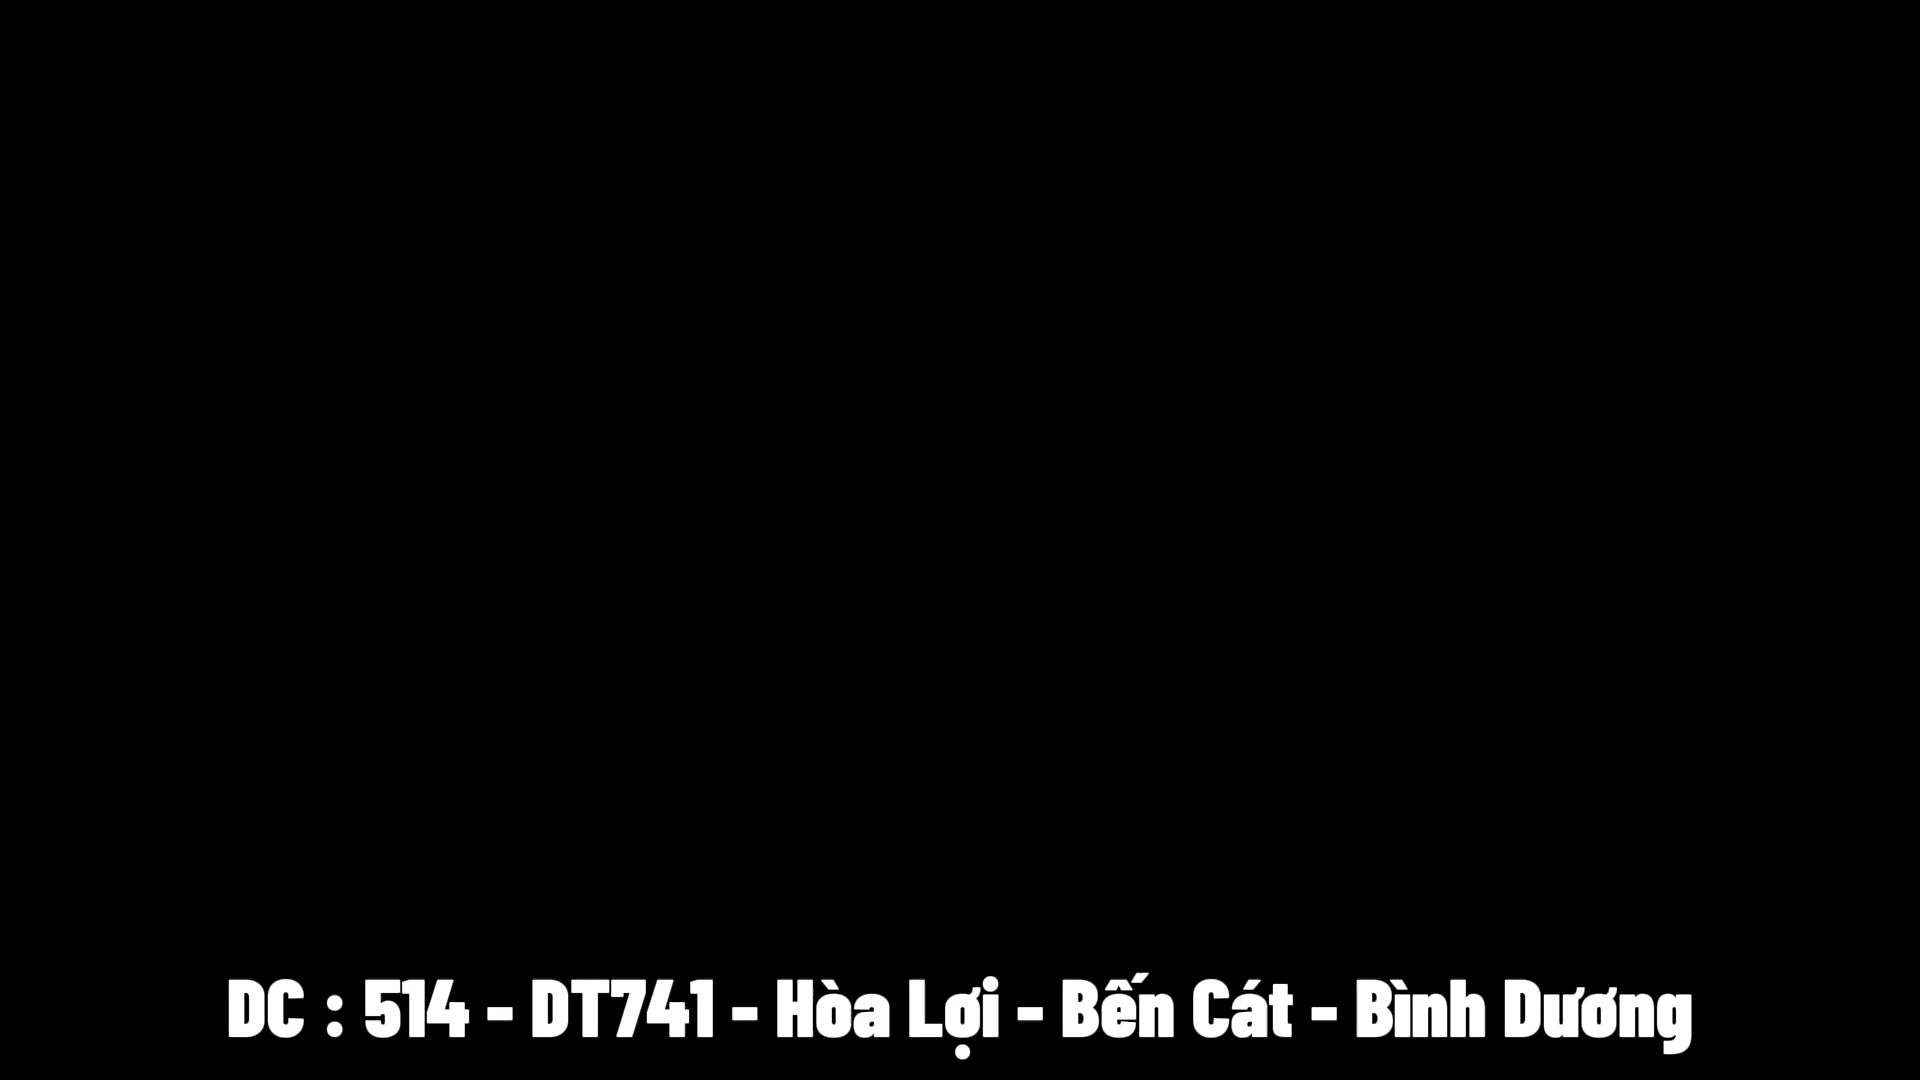 DC : 514 - DT741 - Hòa Lợi - Bến Cát - Bình Dương